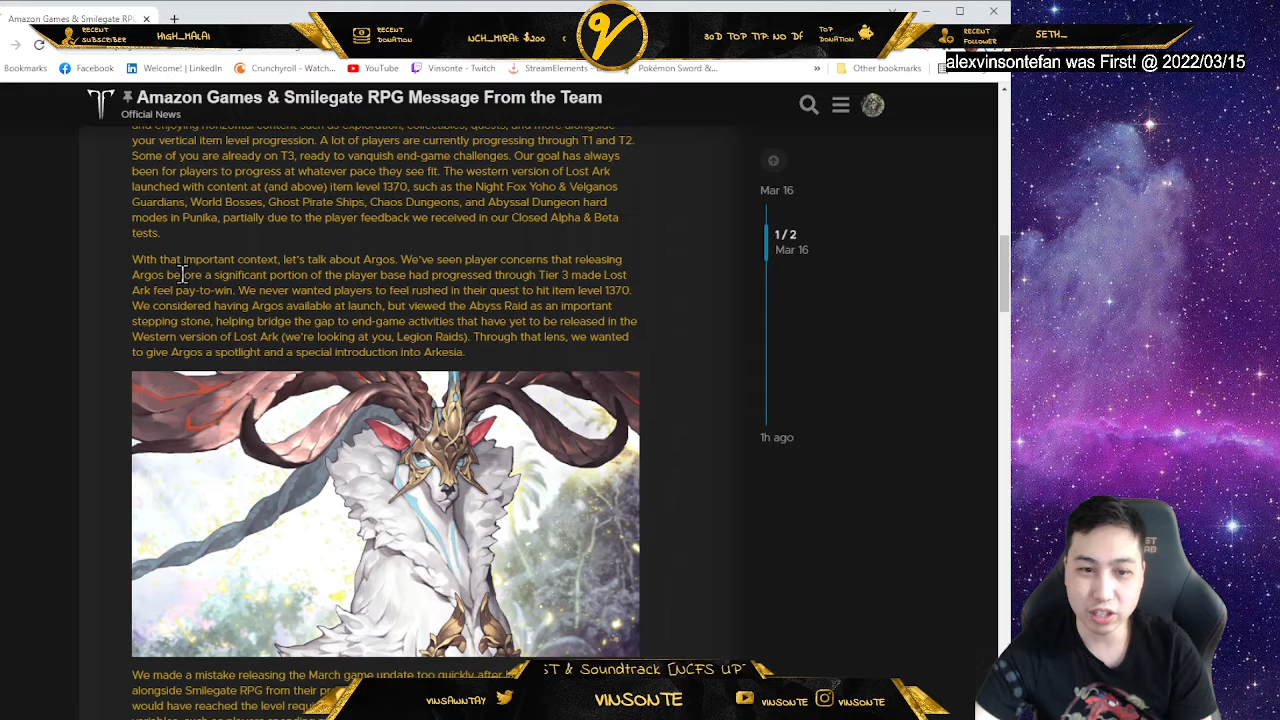 Amazon Games & Smilegate RPG
RECENT
SUBSCRIBER
HIGH_MALAI
RECENT
DONATION
NCH_MIRAI: $200
30D TOP TIP: NO DF
TOP
DONATION
RECENT
FOLLOWER
5ETH_
alexvinsontefan was First! @ 2022/03/15
Bookmarks
Facebook
Welcome! | LinkedIn
Crunchyroll - Watch...
YouTube
Vinsonte - Twitch
StreamElements -
Pokémon Sword &...
»
Other bookmarks
Amazon Games & Smilegate RPG Message From the Team
Official News
and enjoying horizontal content such as exploration, collectibles, quests, and more alongside
your vertical item level progression. A lot of players are currently progressing through T1 and T2.
Some of you are already on T3, ready to vanquish end-game challenges. Our goal has always
been for players to progress at whatever pace they see fit. The western version of Lost Ark
launched with content at (and above) item level 1370, such as the Night Fox Yoho & Velganos
Guardians, World Bosses, Ghost Pirate Ships, Chaos Dungeons, and Abyssal Dungeon hard
modes in Punika, partially due to the player feedback we received in our Closed Alpha & Beta
tests.
With that important context, let's talk about Argos. We've seen player concerns that releasing
Argos before a significant portion of the player base had progressed through Tier 3 made Lost
Ark feel pay-to-win. We never wanted players to feel rushed in their quest to hit item level 1370.
We considered having Argos available at launch, but viewed the Abyss Raid as an important
stepping stone, helping bridge the gap to end-game activities that have yet to be released in the
Western version of Lost Ark (we're looking at you, Legion Raids). Through that lens, we wanted
to give Argos a spotlight and a special introduction into Arkesia.
Mar 16
1 / 2
Mar 16
1h ago
We made a mistake releasing the March game update too quickly after
alongside Smilegate RPG from their
would have reached the level
ST & Soundtrack [NCFS UP
VINSAWNTAY
VINSONTE
VINSONTE
VINSONTE